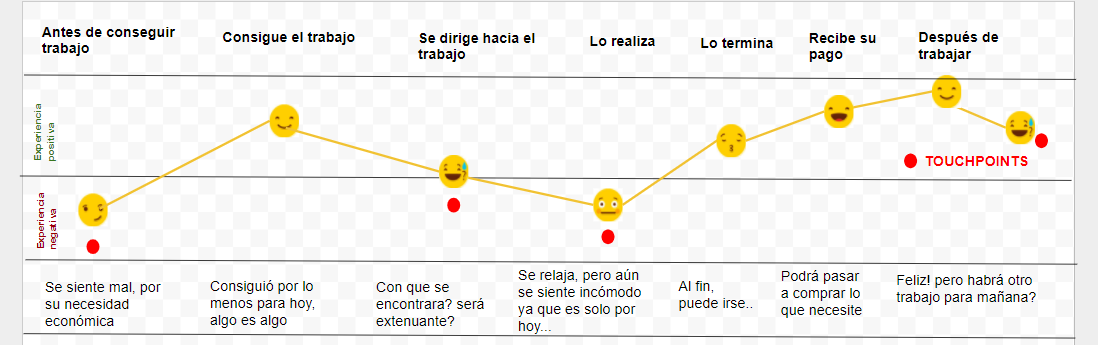 Antes de conseguir
trabajo
Consigue el trabajo
Se dirige hacia el
trabajo
Lo realiza
Lo termina
Recibe su
pago
Después de
trabajar
Experiencia
positiva
Experiencia
negativa
TOUCHPOINTS
Se siente mal, por
su necesidad
económica
Consiguió por lo
menos para hoy,
algo es algo
Con que se
encontrara? será
extenuante?
Se relaja, pero aún
se siente incómodo
ya que es solo por
hoy...
Al fin,
puede irse..
Podrá pasar
a comprar lo
que necesite
Feliz! pero habrá otro
trabajo para mañana?